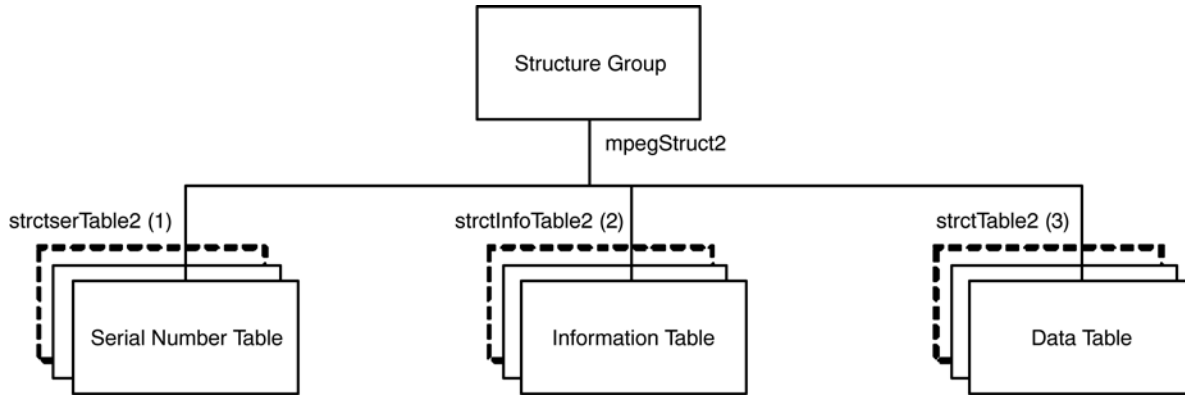 Structure Group
mpegStruct2
strctserTable2 (1)
strctInfoTable2 (2)
strctTable2 (3)
Serial Number Table
Information Table
Data Table